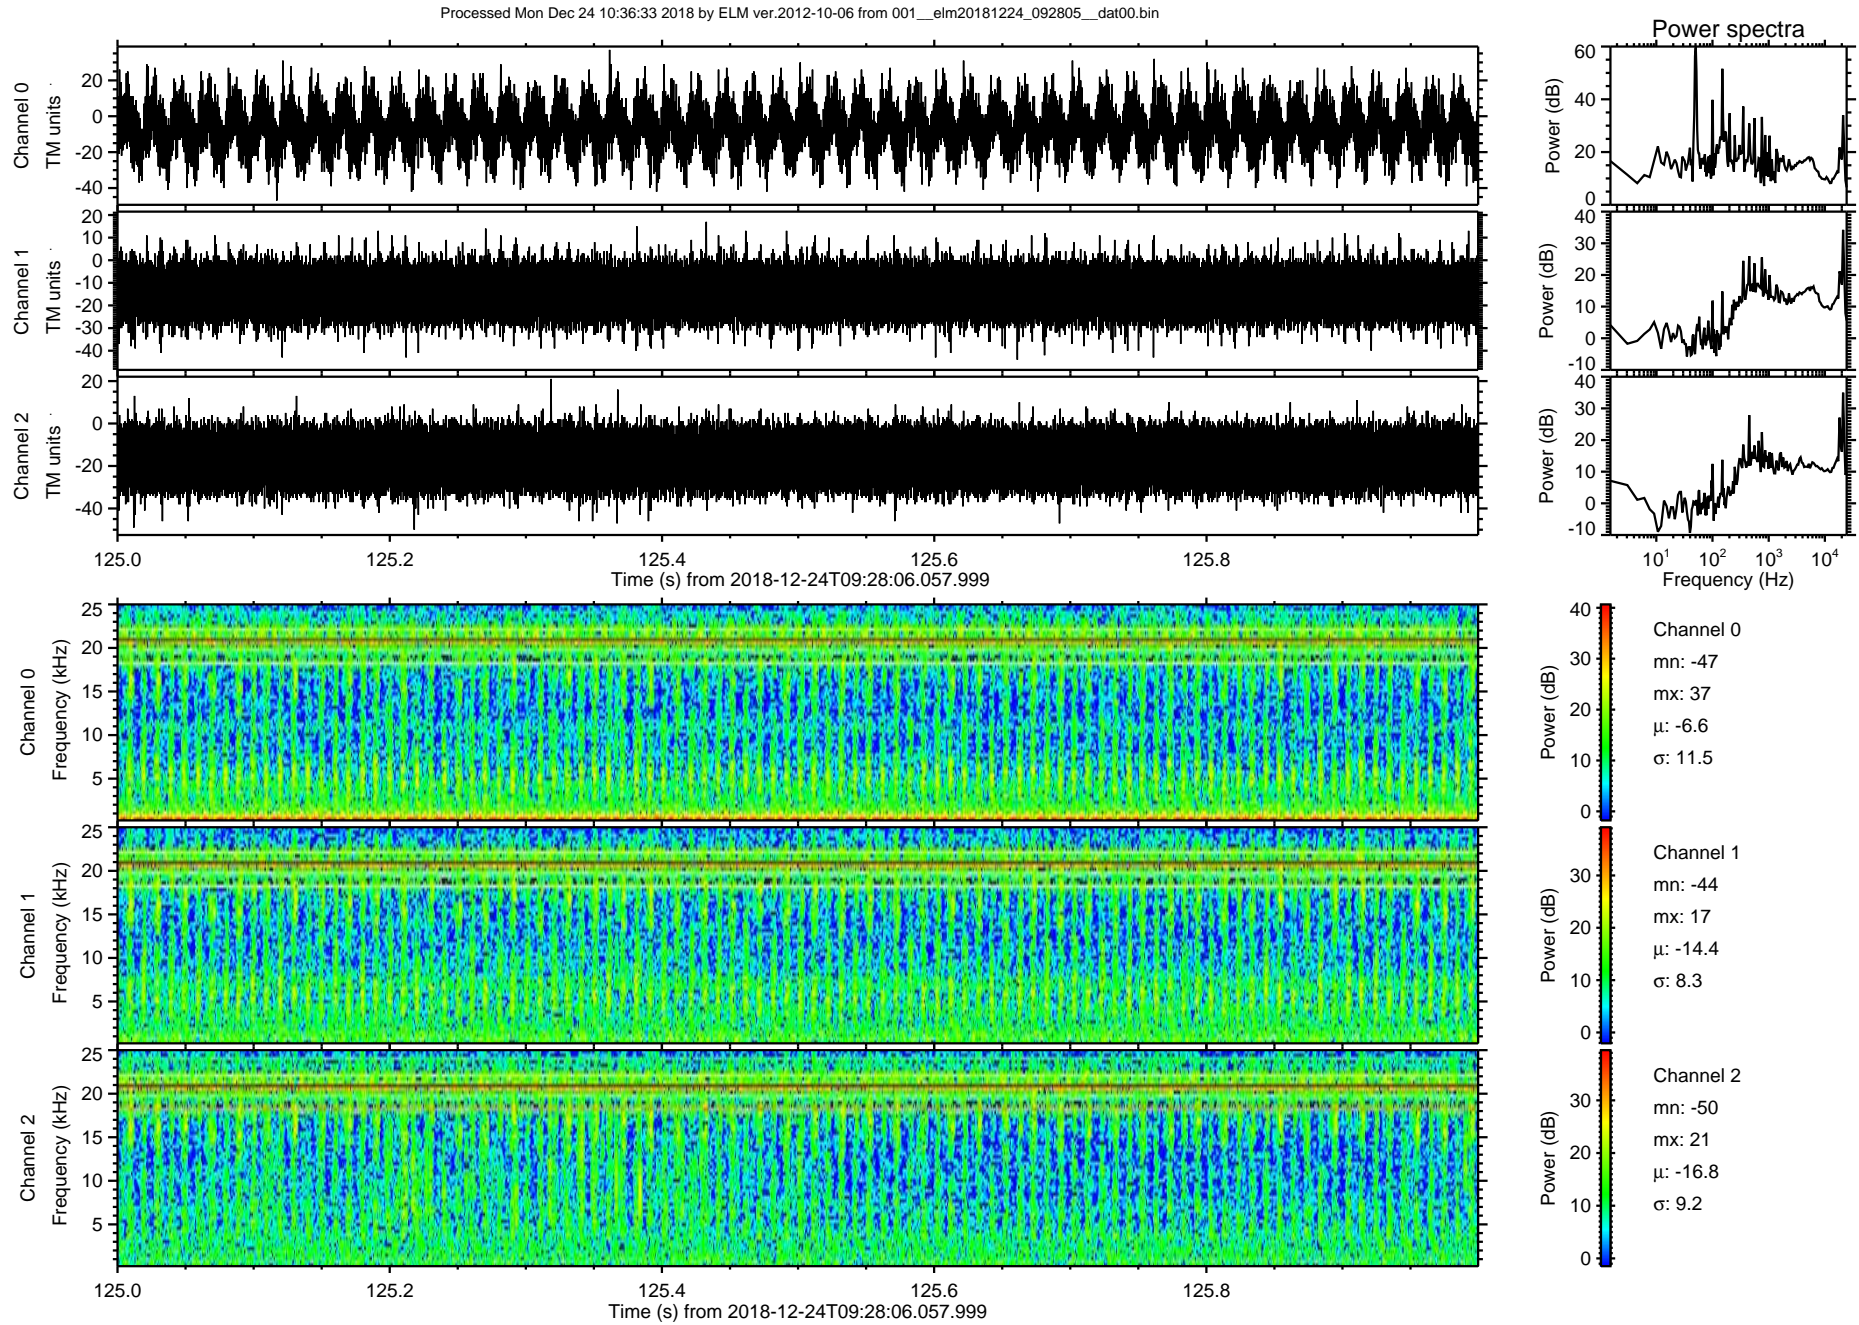 Processed Mon Dec 24 10:36:33 2018 by ELM ver.2012-10-06 from 001__elm20181224_092805__dat00.bin
Power spectra
Channel 0
TM units
20
0
-20
-40
Power (dB)
60
40
20
0
Channel 1
TM units
20
10
0
-10
-20
-30
-40
Power (dB)
40
30
20
10
0
-10
Channel 2
TM units
20
0
-20
-40
Power (dB)
40
30
20
10
0
-10
125.0 125.2 125.4 125.6 125.8
Time (s) from 2018-12-24T09:28:06.057.999
10¹ 10² 10³ 10⁴
Frequency (Hz)
Channel 0
Frequency (kHz)
25
20
15
10
5
Power (dB)
40
30
20
10
0
Channel 0
mn: -47
mx: 37
μ: -6.6
σ: 11.5
Channel 1
Frequency (kHz)
25
20
15
10
5
Power (dB)
30
20
10
0
Channel 1
mn: -44
mx: 17
μ: -14.4
σ: 8.3
Channel 2
Frequency (kHz)
25
20
15
10
5
Power (dB)
30
20
10
0
Channel 2
mn: -50
mx: 21
μ: -16.8
σ: 9.2
125.0 125.2 125.4 125.6 125.8
Time (s) from 2018-12-24T09:28:06.057.999